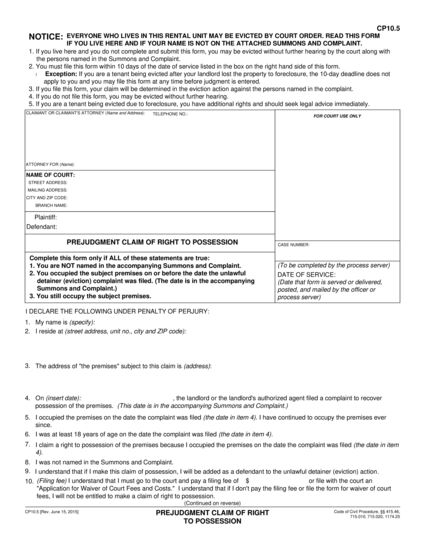 CP10.5
NOTICE: EVERYONE WHO LIVES IN THIS RENTAL UNIT MAY BE EVICTED BY COURT ORDER. READ THIS FORM
IF YOU LIVE HERE AND IF YOUR NAME IS NOT ON THE ATTACHED SUMMONS AND COMPLAINT.
1. If you live here and you do not complete and submit this form, you may be evicted without further hearing by the court along with
the persons named in the Summons and Complaint.
2. You must file this form within 10 days of the date of service listed in the box on the right hand side of this form.
Exception: If you are a tenant being evicted after your landlord lost the property to foreclosure, the 10-day deadline does not
apply to you and you may file this form at any time before judgment is entered.
3. If you file this form, your claim will be determined in the eviction action against the persons named in the complaint.
4. If you do not file this form, you may be evicted without further hearing.
5. If you are a tenant being evicted due to foreclosure, you have additional rights and should seek legal advice immediately.
CLAIMANT OR CLAIMANT'S ATTORNEY (Name and Address): TELEPHONE NO.:
FOR COURT USE ONLY
ATTORNEY FOR (Name):
NAME OF COURT:
STREET ADDRESS:
MAILING ADDRESS:
CITY AND ZIP CODE:
BRANCH NAME:
Plaintiff:
Defendant:
PREJUDGMENT CLAIM OF RIGHT TO POSSESSION
CASE NUMBER:
Complete this form only if ALL of these statements are true:
1. You are NOT named in the accompanying Summons and Complaint.
2. You occupied the subject premises on or before the date the unlawful
detainer (eviction) complaint was filed. (The date is in the accompanying
Summons and Complaint.)
3. You still occupy the subject premises.
(To be completed by the process server)
DATE OF SERVICE:
(Date that form is served or delivered,
posted, and mailed by the officer or
process server)
I DECLARE THE FOLLOWING UNDER PENALTY OF PERJURY:
1. My name is (specify):
2. I reside at (street address, unit no., city and ZIP code):
3. The address of "the premises" subject to this claim is (address):
4. On (insert date): , the landlord or the landlord's authorized agent filed a complaint to recover
possession of the premises. (This date is in the accompanying Summons and Complaint.)
5. I occupied the premises on the date the complaint was filed (the date in item 4). I have continued to occupy the premises ever
since.
6. I was at least 18 years of age on the date the complaint was filed (the date in item 4).
7. I claim a right to possession of the premises because I occupied the premises on the date the complaint was filed (the date in item
4).
8. I was not named in the Summons and Complaint.
9. I understand that if I make this claim of possession, I will be added as a defendant to the unlawful detainer (eviction) action.
10. (Filing fee) I understand that I must go to the court and pay a filing fee of $ or file with the court an
"Application for Waiver of Court Fees and Costs." I understand that if I don't pay the filing fee or file the form for waiver of court
fees, I will not be entitled to make a claim of right to possession.
(Continued on reverse)
CP10.5 [Rev. June 15, 2015]
PREJUDGMENT CLAIM OF RIGHT
TO POSSESSION
Code of Civil Procedure, §§ 415.46,
715.010, 715.020, 1174.25